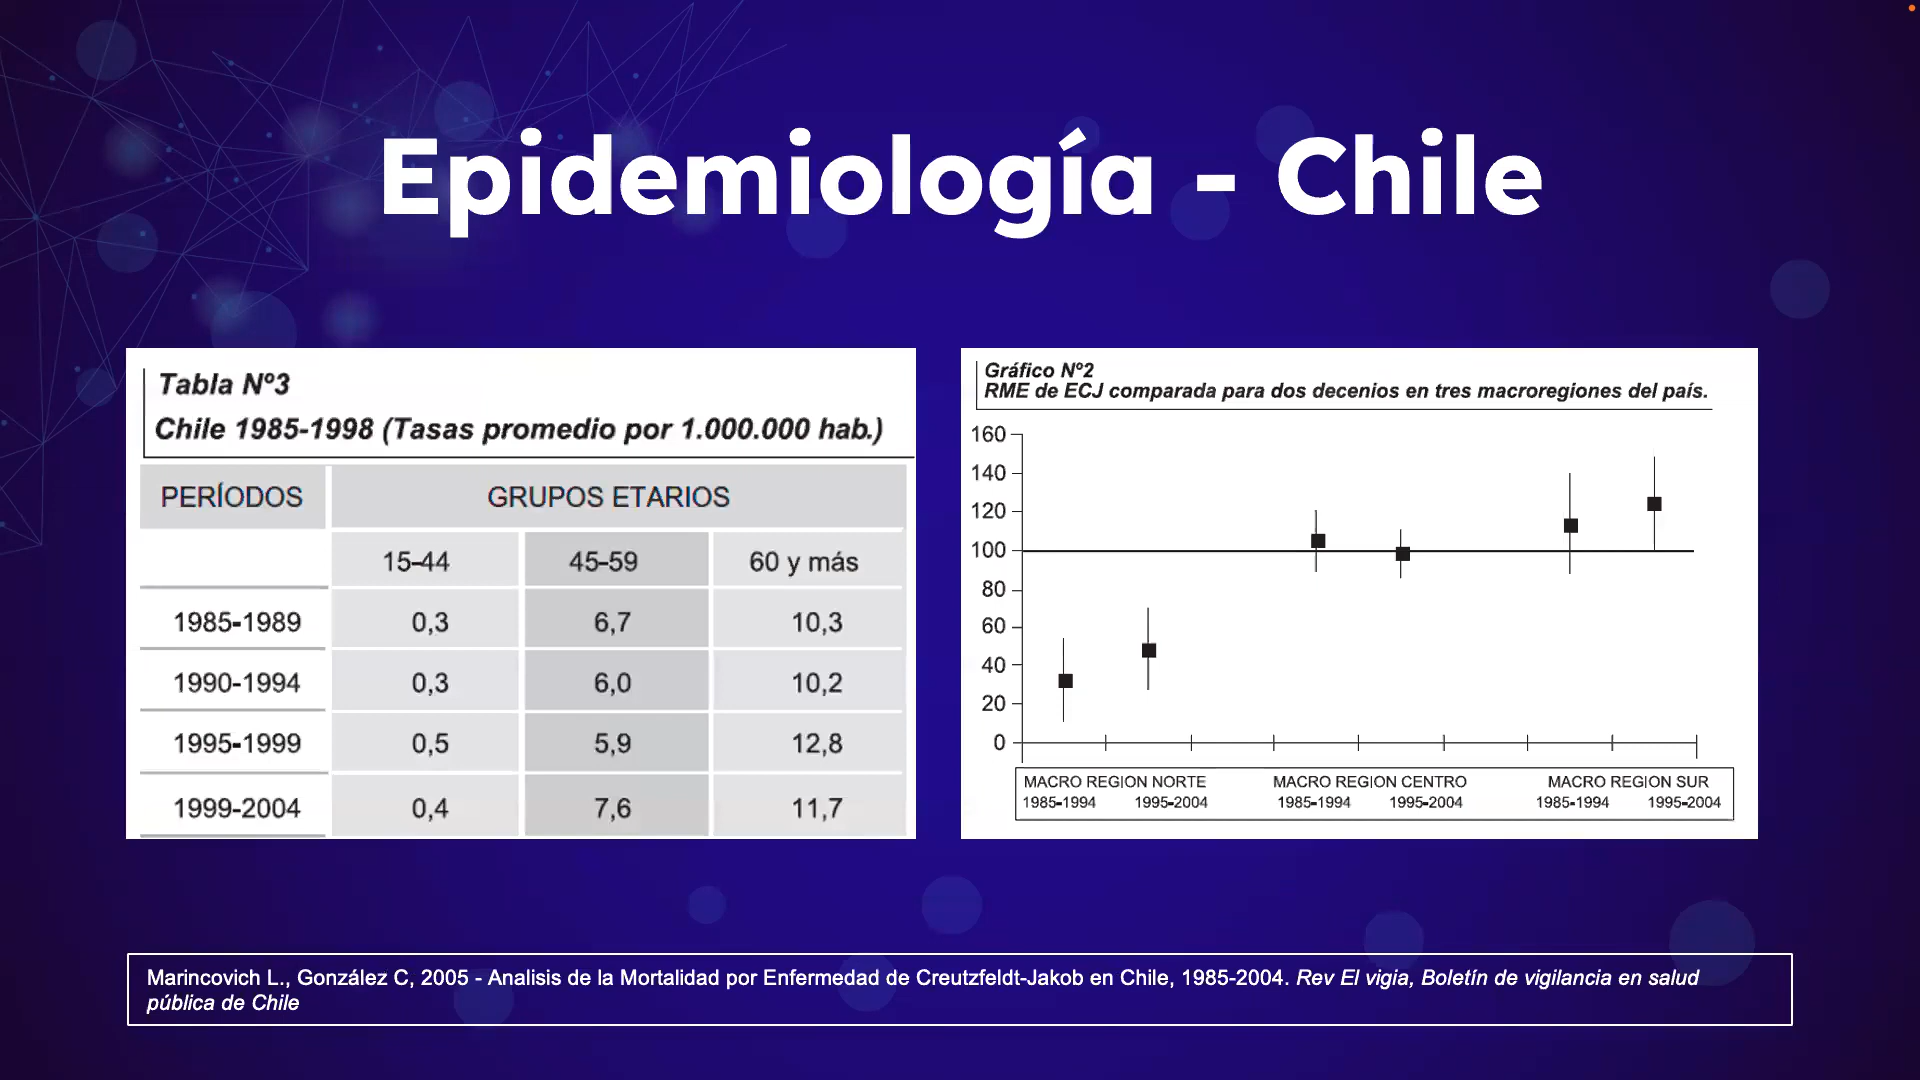 Epidemiología - Chile
Tabla Nº3
Chile 1985-1998 (Tasas promedio por 1.000.000 hab.)
PERÍODOS GRUPOS ETARIOS
15-44 45-59 60 y más
1985-1989 0,3 6,7 10,3
1990-1994 0,3 6,0 10,2
1995-1999 0,5 5,9 12,8
1999-2004 0,4 7,6 11,7
Gráfico Nº2
RME de ECJ comparada para dos decenios en tres macroregiones del país.
160
140
120
100
80
60
40
20
0
MACRO REGION NORTE MACRO REGION CENTRO MACRO REGION SUR
1985-1994 1995-2004 1985-1994 1995-2004 1985-1994 1995-2004
Marincovich L., González C, 2005 - Analisis de la Mortalidad por Enfermedad de Creutzfeldt-Jakob en Chile, 1985-2004. Rev El vigia, Boletín de vigilancia en salud
pública de Chile